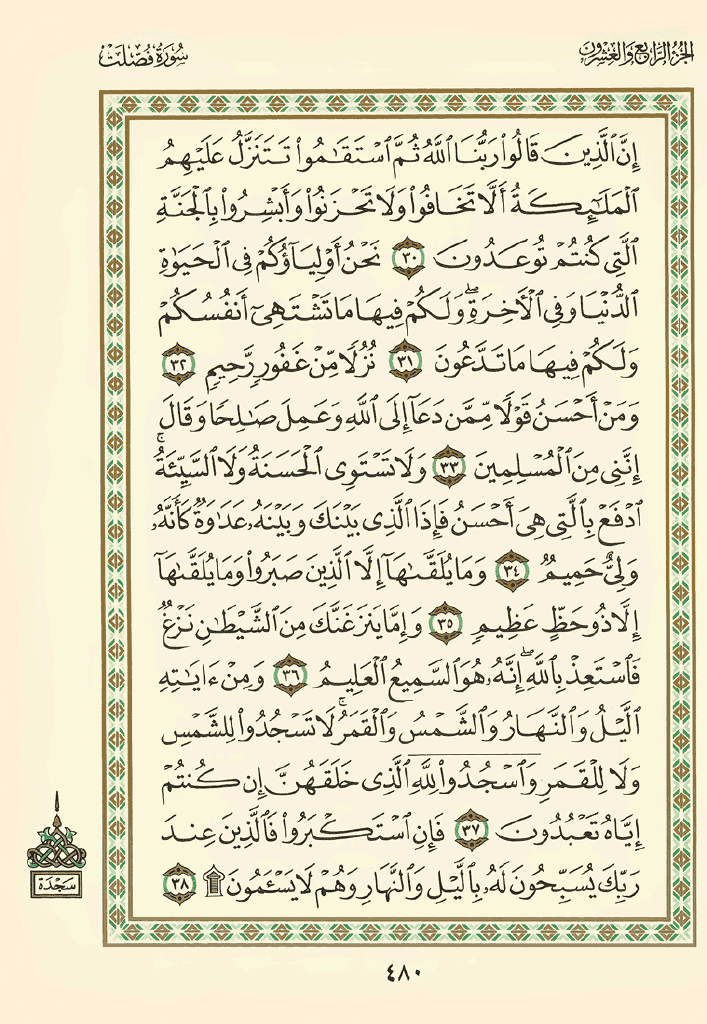 الجزء الرابع والعشرون
سورة فصلت
إِنَّ ٱلَّذِينَ قَالُوا۟ رَبُّنَا ٱللَّهُ ثُمَّ ٱسْتَقَٰمُوا۟ تَتَنَزَّلُ عَلَيْهِمُ
ٱلْمَلَٰٓئِكَةُ أَلَّا تَخَافُوا۟ وَلَا تَحْزَنُوا۟ وَأَبْشِرُوا۟ بِٱلْجَنَّةِ
ٱلَّتِى كُنتُمْ تُوعَدُونَ ٣٠ نَحْنُ أَوْلِيَآؤُكُمْ فِى ٱلْحَيَوٰةِ
ٱلدُّنْيَا وَفِى ٱلْءَاخِرَةِ ۖ وَلَكُمْ فِيهَا مَا تَشْتَهِىٓ أَنفُسُكُمْ
وَلَكُمْ فِيهَا مَا تَدَّعُونَ ٣١ نُزُلًا مِّنْ غَفُورٍ رَّحِيمٍ ٣٢
وَمَنْ أَحْسَنُ قَوْلًا مِّمَّن دَعَآ إِلَى ٱللَّهِ وَعَمِلَ صَٰلِحًا وَقَالَ
إِنَّنِى مِنَ ٱلْمُسْلِمِينَ ٣٣ وَلَا تَسْتَوِى ٱلْحَسَنَةُ وَلَا ٱلسَّيِّئَةُ ۚ
ٱدْفَعْ بِٱلَّتِى هِىَ أَحْسَنُ فَإِذَا ٱلَّذِى بَيْنَكَ وَبَيْنَهُۥ عَدَٰوَةٌ كَأَنَّهُۥ
وَلِىٌّ حَمِيمٌ ٣٤ وَمَا يُلَقَّىٰهَآ إِلَّا ٱلَّذِينَ صَبَرُوا۟ وَمَا يُلَقَّىٰهَآ
إِلَّا ذُو حَظٍّ عَظِيمٍ ٣٥ وَإِمَّا يَنزَغَنَّكَ مِنَ ٱلشَّيْطَٰنِ نَزْغٌ
فَٱسْتَعِذْ بِٱللَّهِ ۖ إِنَّهُۥ هُوَ ٱلسَّمِيعُ ٱلْعَلِيمُ ٣٦ وَمِنْ ءَايَٰتِهِ
ٱلَّيْلُ وَٱلنَّهَارُ وَٱلشَّمْسُ وَٱلْقَمَرُ ۚ لَا تَسْجُدُوا۟ لِلشَّمْسِ
وَلَا لِلْقَمَرِ وَٱسْجُدُوا۟ لِلَّهِ ٱلَّذِى خَلَقَهُنَّ إِن كُنتُمْ
إِيَّاهُ تَعْبُدُونَ ٣٧ فَإِنِ ٱسْتَكْبَرُوا۟ فَٱلَّذِينَ عِندَ
رَبِّكَ يُسَبِّحُونَ لَهُۥ بِٱلَّيْلِ وَٱلنَّهَارِ وَهُمْ لَا يَسْـَٔمُونَ ۩ ٣٨
سجدة
٤٨٠